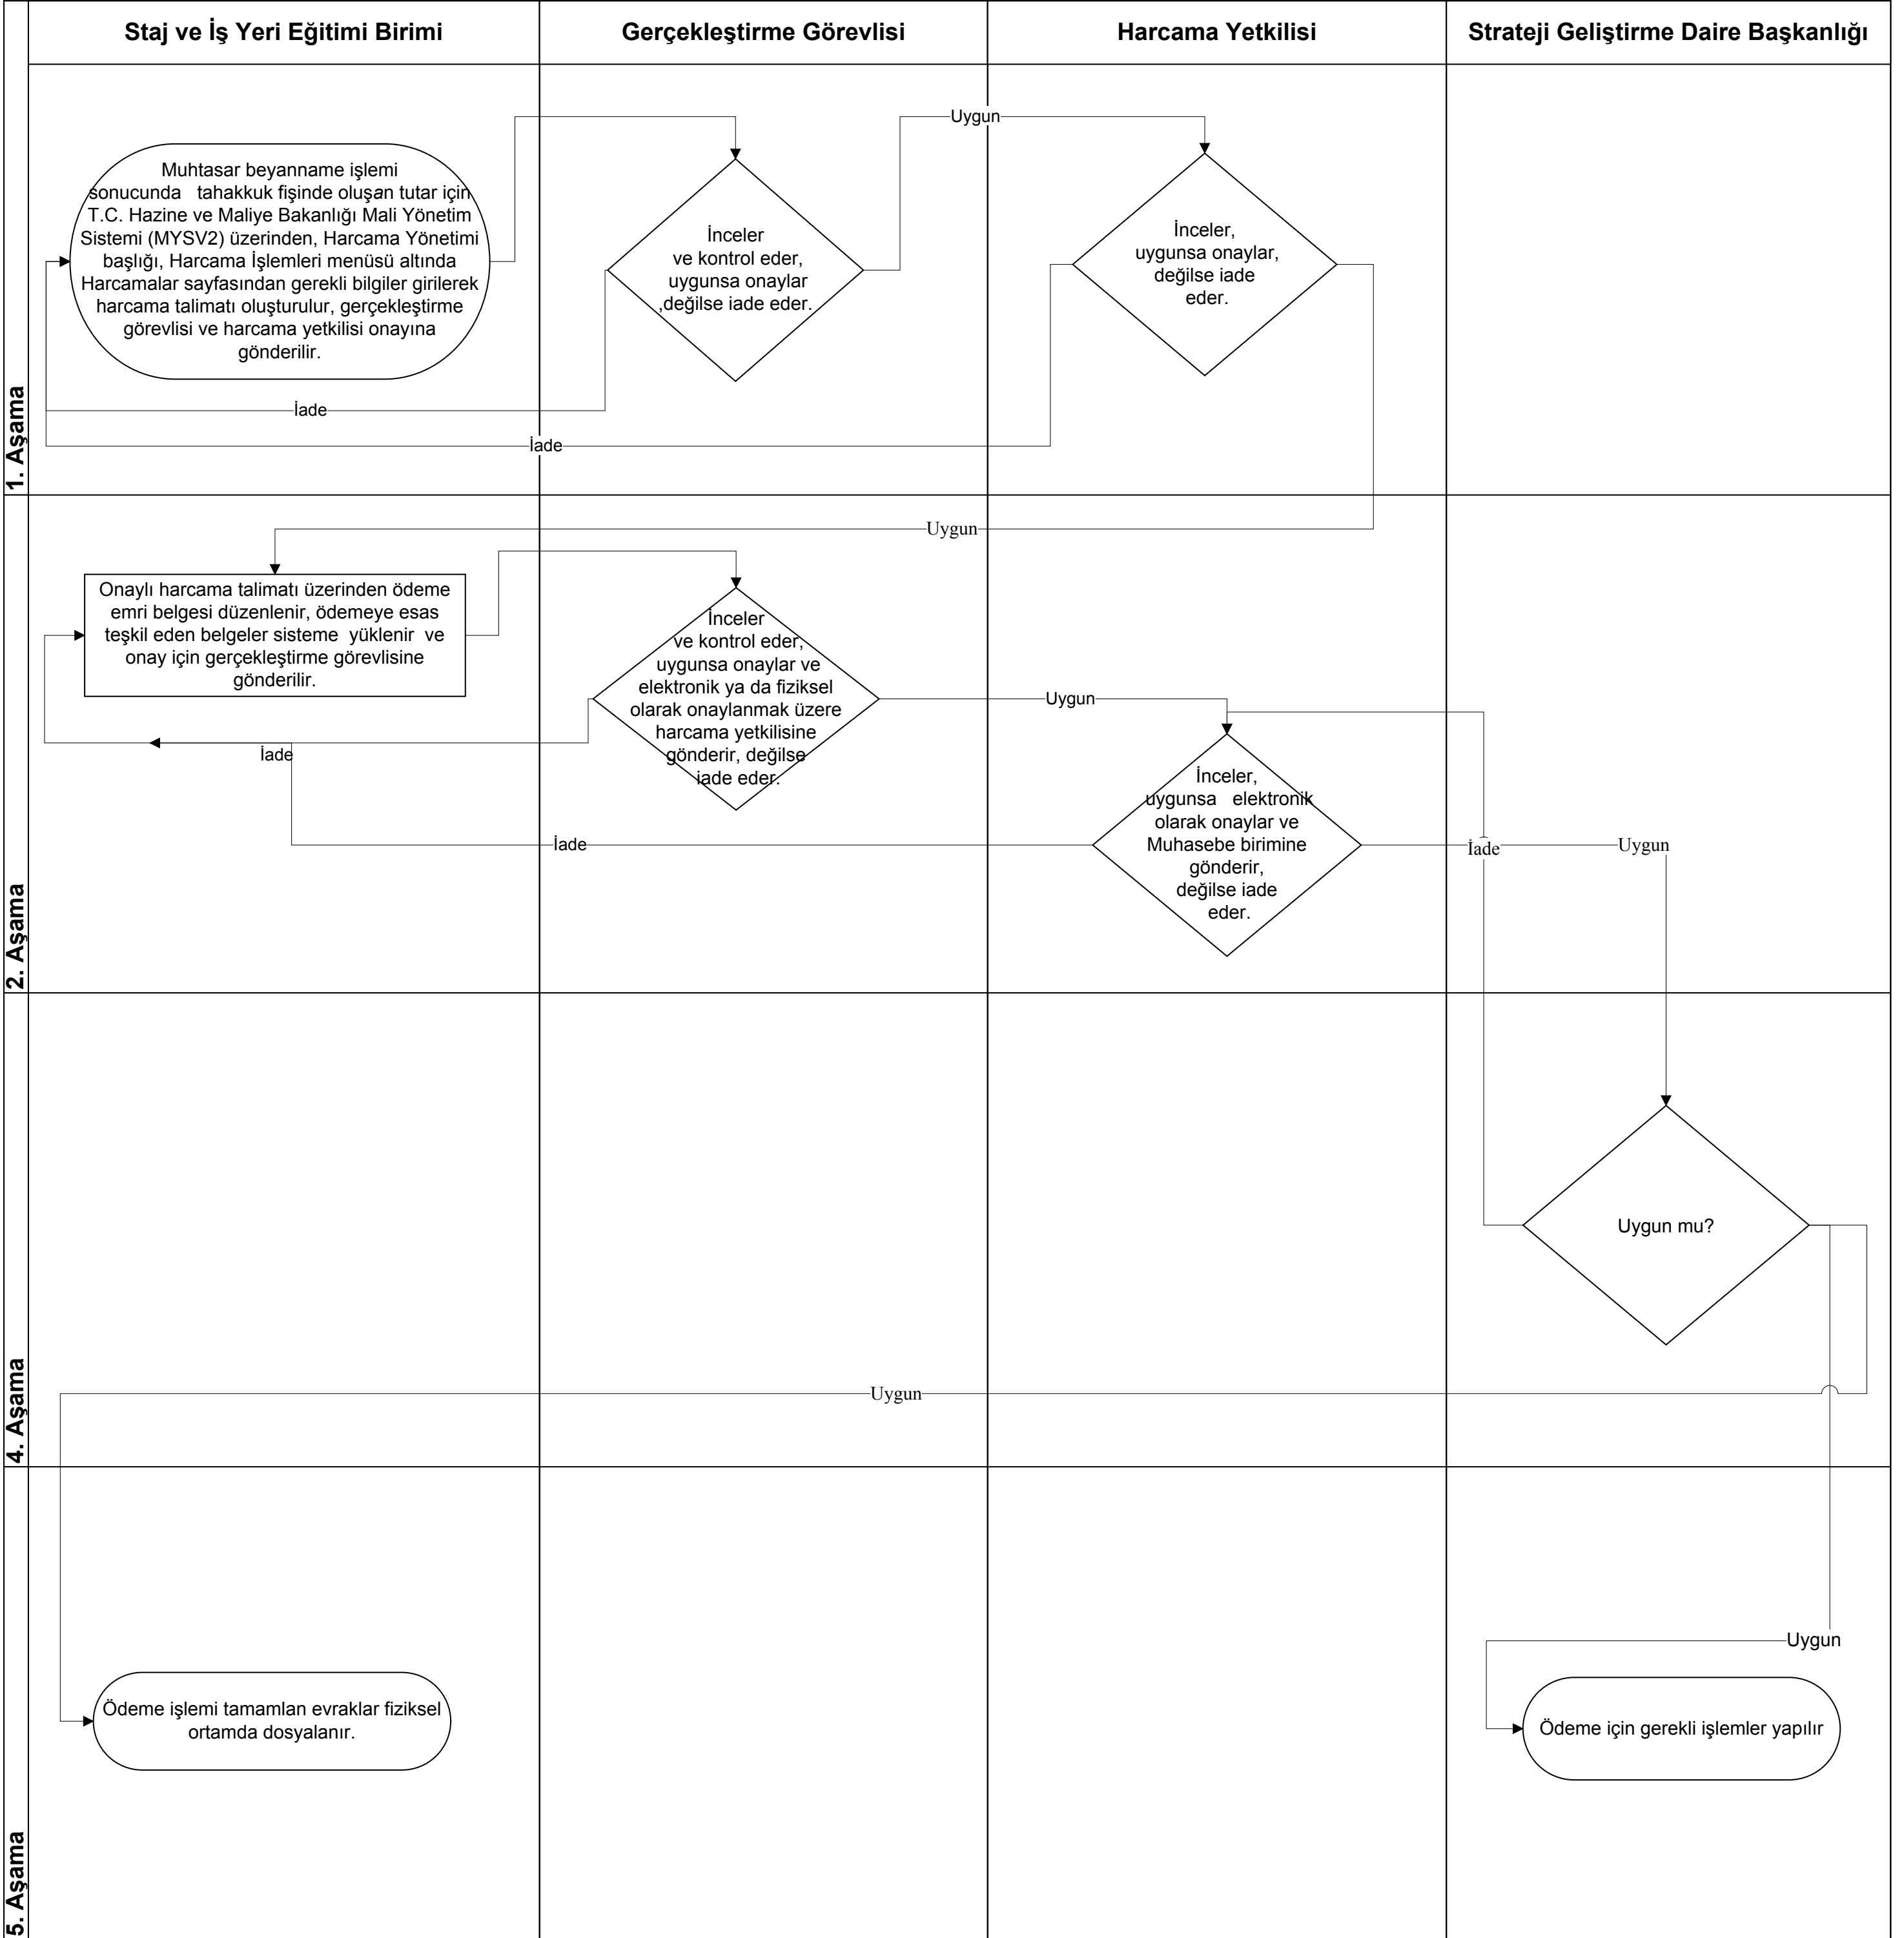 Staj ve İş Yeri Eğitimi Birimi
Gerçekleştirme Görevlisi
Harcama Yetkilisi
Strateji Geliştirme Daire Başkanlığı
1. Aşama
Muhtasar beyanname işlemi
sonucunda tahakkuk fişinde oluşan tutar için
T.C. Hazine ve Maliye Bakanlığı Mali Yönetim
Sistemi (MYSV2) üzerinden, Harcama Yönetimi
başlığı, Harcama İşlemleri menüsü altında
Harcamalar sayfasından gerekli bilgiler girilerek
harcama talimatı oluşturulur, gerçekleştirme
görevlisi ve harcama yetkilisi onayına
gönderilir.
İnceler
ve kontrol eder,
uygunsa onaylar
,değilse iade eder.
Uygun
İnceler,
uygunsa onaylar,
değilse iade
eder.
İade
İade
2. Aşama
Uygun
Onaylı harcama talimatı üzerinden ödeme
emri belgesi düzenlenir, ödemeye esas
teşkil eden belgeler sisteme yüklenir ve
onay için gerçekleştirme görevlisine
gönderilir.
İnceler
ve kontrol eder,
uygunsa onaylar ve
elektronik ya da fiziksel
olarak onaylanmak üzere
harcama yetkilisine
gönderir, değilse
iade eder.
Uygun
İade
İnceler,
uygunsa elektronik
olarak onaylar ve
Muhasebe birimine
gönderir,
değilse iade
eder.
İade
İade
Uygun
4. Aşama
Uygun mu?
Uygun
5. Aşama
Uygun
Ödeme işlemi tamamlan evraklar fiziksel
ortamda dosyalanır.
Ödeme için gerekli işlemler yapılır